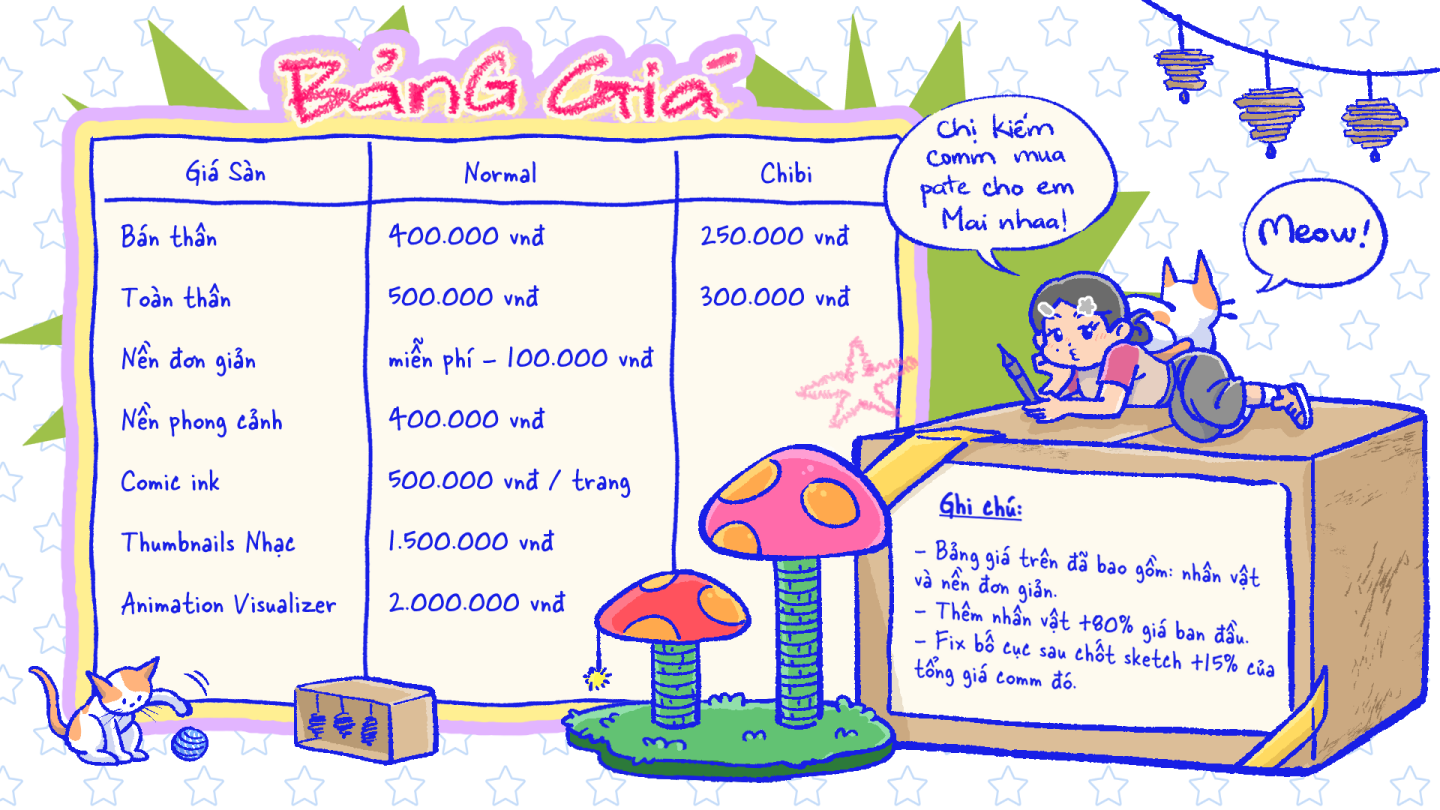 Bảng Giá
Giá Sàn Normal Chibi
Bán thân 400.000 vnđ 250.000 vnđ
Toàn thân 500.000 vnđ 300.000 vnđ
Nền đơn giản miễn phí – 100.000 vnđ
Nền phong cảnh 400.000 vnđ
Comic ink 500.000 vnđ / trang
Thumbnails Nhạc 1.500.000 vnđ
Animation Visualizer 2.000.000 vnđ
Chị kiếm
comm mua
pate cho em
Mai nhaa!
Meow!
Ghi chú:
– Bảng giá trên đã bao gồm: nhân vật
và nền đơn giản.
– Thêm nhân vật +80% giá ban đầu.
– Fix bố cục sau chốt sketch +15% của
tổng giá comm đó.